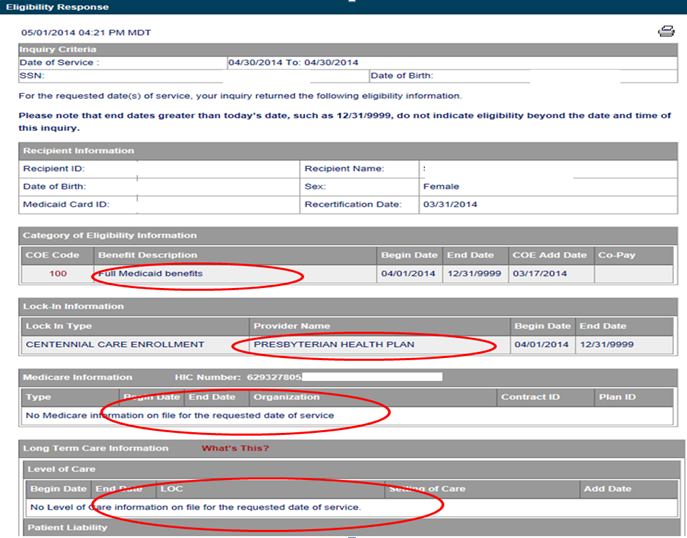 Eligibility Response
05/01/2014 04:21 PM MDT
Inquiry Criteria
Date of Service : 04/30/2014 To: 04/30/2014
SSN: Date of Birth:
For the requested date(s) of service, your inquiry returned the following eligibility information.
Please note that end dates greater than today's date, such as 12/31/9999, do not indicate eligibility beyond the date and time of
this inquiry.
Recipient Information
Recipient ID: Recipient Name:
Date of Birth: Sex: Female
Medicaid Card ID: Recertification Date: 03/31/2014
Category of Eligibility Information
COE Code Benefit Description Begin Date End Date COE Add Date Co-Pay
100 Full Medicaid benefits 04/01/2014 12/31/9999 03/17/2014
Lock-In Information
Lock In Type Provider Name Begin Date End Date
CENTENNIAL CARE ENROLLMENT PRESBYTERIAN HEALTH PLAN 04/01/2014 12/31/9999
Medicare Information HIC Number: 629327805
Type Begin Date End Date Organization Contract ID Plan ID
No Medicare information on file for the requested date of service
Long Term Care Information What's This?
Level of Care
Begin Date End Date LOC Setting of Care Add Date
No Level of Care information on file for the requested date of service.
Patient Liability